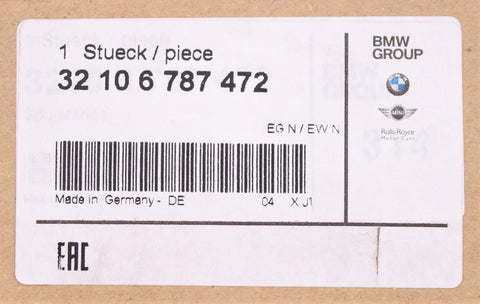 1 Stueck / piece
32 10 6 787 472
EG N / EW N
Made in Germany - DE 04 X J1
BMW
GROUP
MINI
Rolls-Royce
Motor Cars
EAC